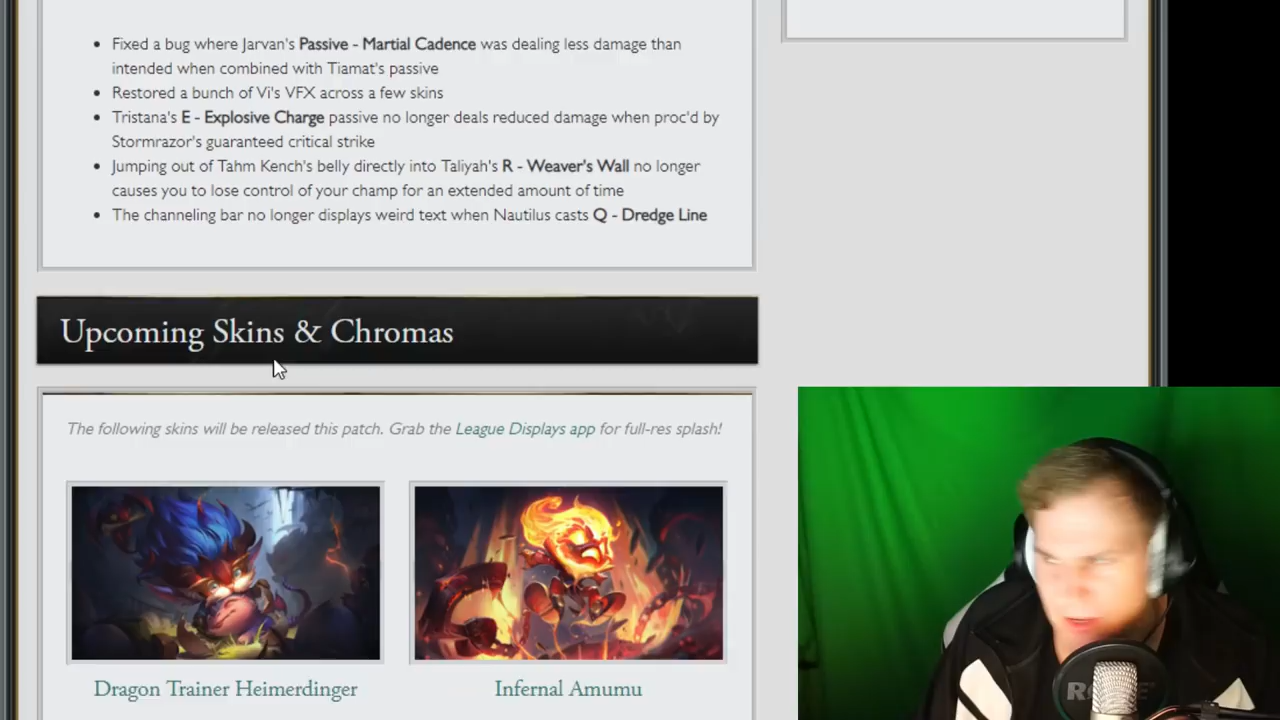 Fixed a bug where Jarvan's Passive - Martial Cadence was dealing less damage than
intended when combined with Tiamat's passive
Restored a bunch of Vi's VFX across a few skins
Tristana's E - Explosive Charge passive no longer deals reduced damage when proc'd by
Stormrazor's guaranteed critical strike
Jumping out of Tahm Kench's belly directly into Taliyah's R - Weaver's Wall no longer
causes you to lose control of your champ for an extended amount of time
The channeling bar no longer displays weird text when Nautilus casts Q - Dredge Line
Upcoming Skins & Chromas
The following skins will be released this patch. Grab the League Displays app for full-res splash!
Dragon Trainer Heimerdinger
Infernal Amumu